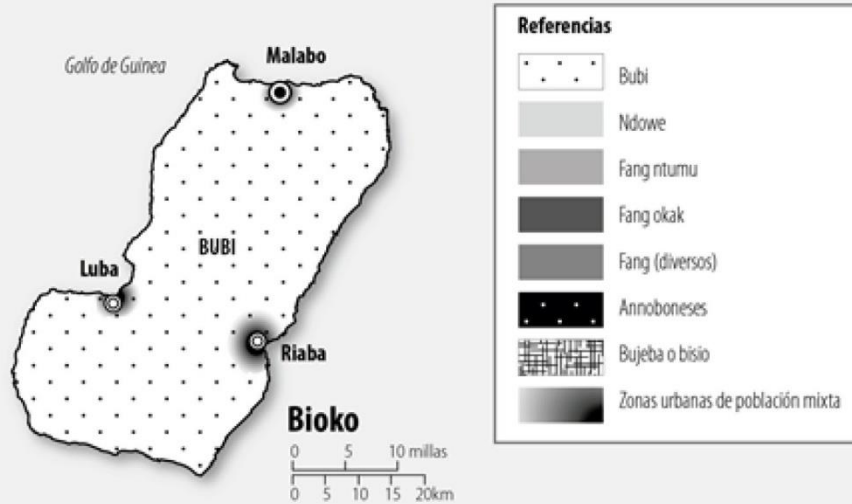 Golfo de Guinea
Malabo
BUBI
Luba
Riaba
Bioko
0 5 10 millas
0 5 10 15 20km
Referencias
Bubi
Ndowe
Fang ntumu
Fang okak
Fang (diversos)
Annoboneses
Bujeba o bisio
Zonas urbanas de población mixta